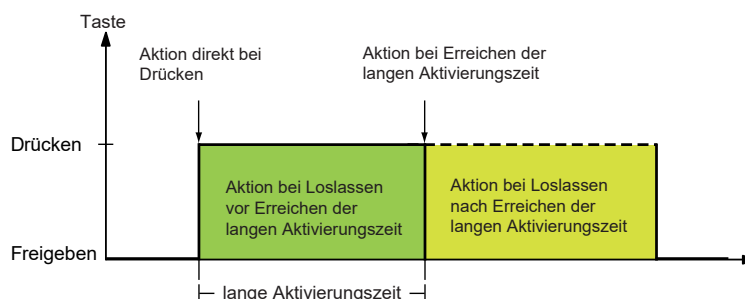 Taste
Aktion direkt bei
Drücken
Aktion bei Erreichen der
langen Aktivierungszeit
Drücken
Aktion bei Loslassen
vor Erreichen der
langen Aktivierungszeit
Aktion bei Loslassen
nach Erreichen der
langen Aktivierungszeit
Freigeben
lange Aktivierungszeit